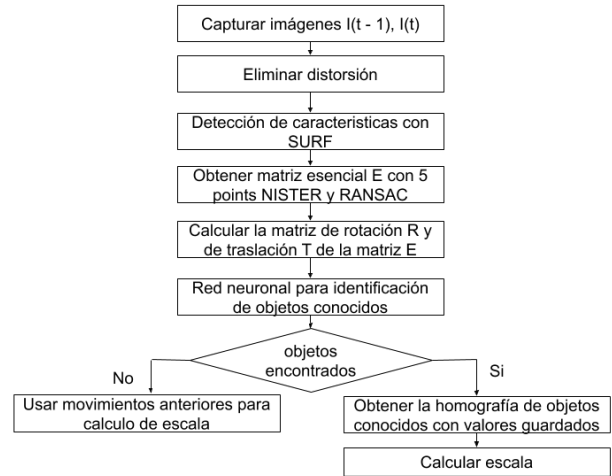 Capturar imágenes I(t - 1), I(t)
Eliminar distorsión
Detección de caracteristicas con
SURF
Obtener matriz esencial E con 5
points NISTER y RANSAC
Calcular la matriz de rotación R y
de traslación T de la matriz E
Red neuronal para identificación
de objetos conocidos
objetos
encontrados
No
Si
Usar movimientos anteriores para
calculo de escala
Obtener la homografía de objetos
conocidos con valores guardados
Calcular escala